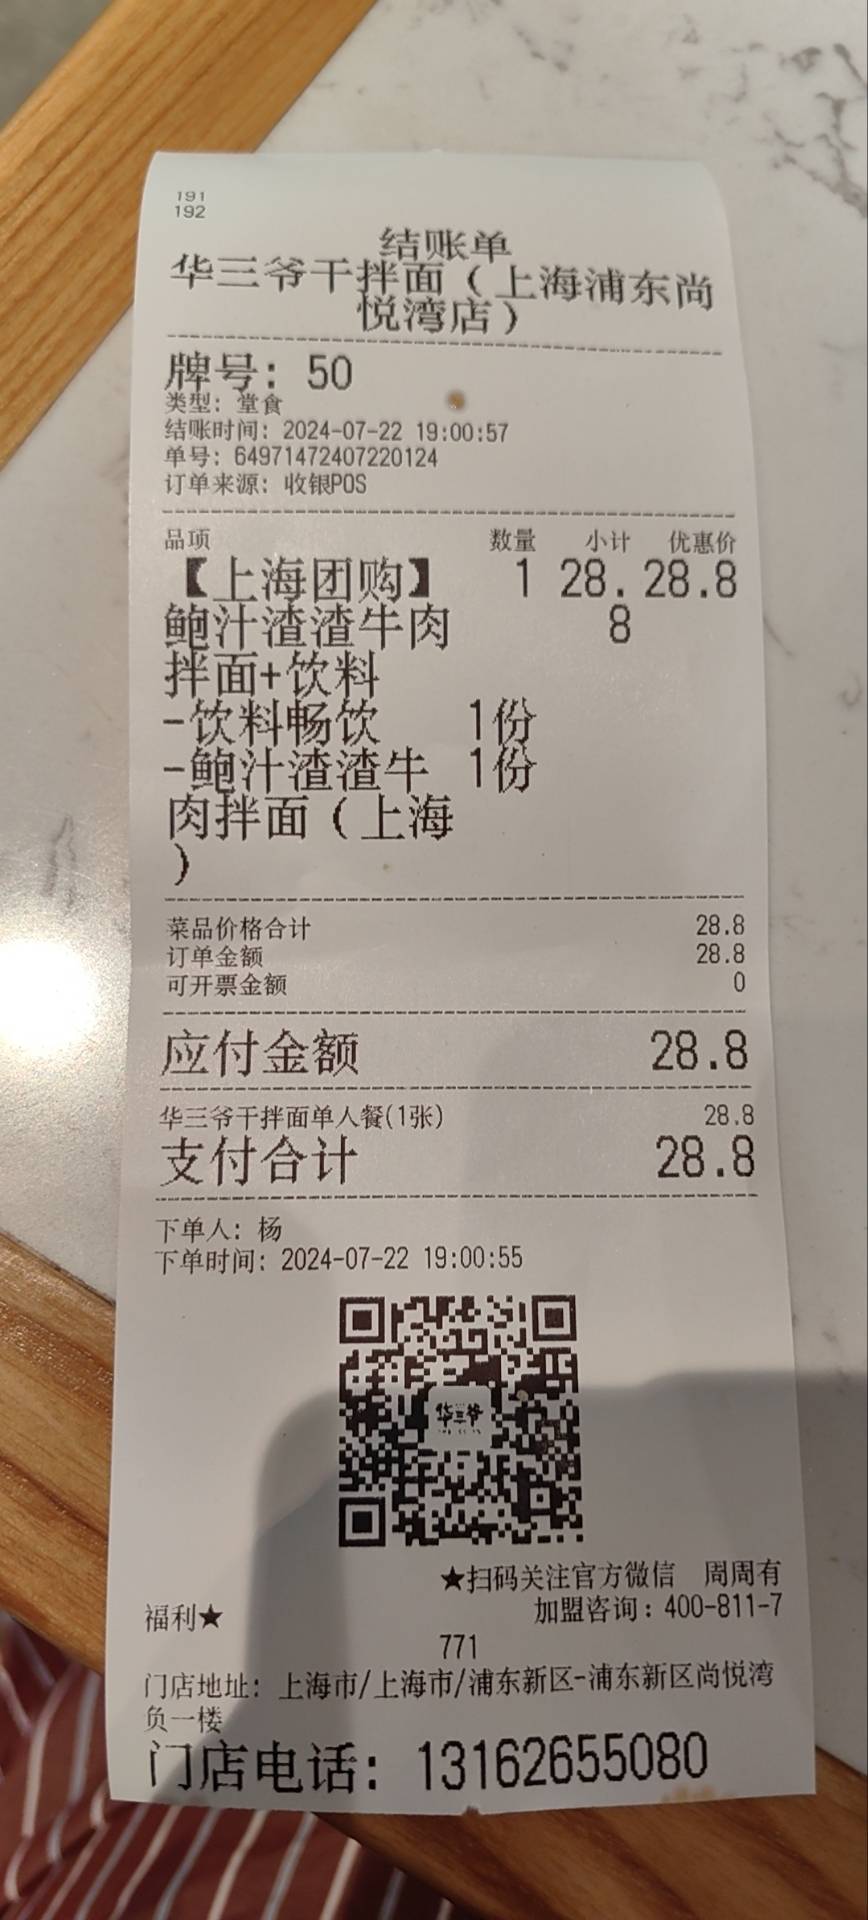 191
192
结账单
华三爷干拌面（上海浦东尚
悦湾店）
牌号：50
类型：堂食
结账时间：2024-07-22 19:00:57
单号：64971472407220124
订单来源：收银POS
品项 数量 小计 优惠价
【上海团购】 1 28. 28.8
鲍汁渣渣牛肉 8
拌面+饮料
-饮料畅饮 1份
-鲍汁渣渣牛 1份
肉拌面（上海
）
菜品价格合计 28.8
订单金额 28.8
可开票金额 0
应付金额 28.8
华三爷干拌面单人餐(1张) 28.8
支付合计 28.8
下单人：杨
下单时间：2024-07-22 19:00:55
华三爷
★扫码关注官方微信 周周有
福利★ 加盟咨询：400-811-7
771
门店地址：上海市/上海市/浦东新区-浦东新区尚悦湾
负一楼
门店电话：13162655080